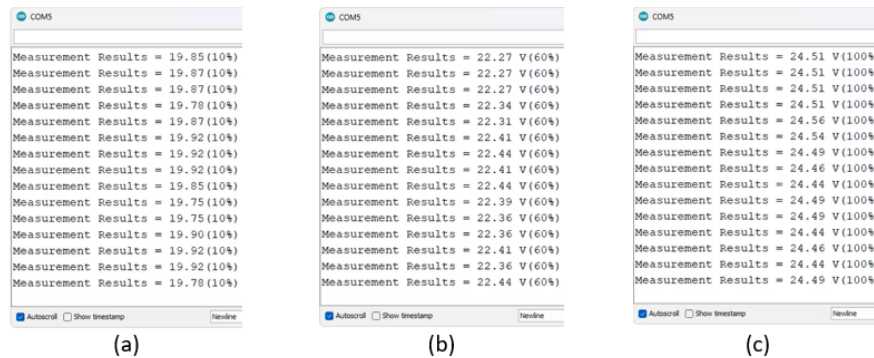 COM5
Measurement Results = 19.85(10%)
Measurement Results = 19.87(10%)
Measurement Results = 19.87(10%)
Measurement Results = 19.78(10%)
Measurement Results = 19.87(10%)
Measurement Results = 19.92(10%)
Measurement Results = 19.92(10%)
Measurement Results = 19.92(10%)
Measurement Results = 19.85(10%)
Measurement Results = 19.75(10%)
Measurement Results = 19.75(10%)
Measurement Results = 19.90(10%)
Measurement Results = 19.92(10%)
Measurement Results = 19.92(10%)
Measurement Results = 19.78(10%)
Autoscroll Show timestamp Newline
(a)
COM5
Measurement Results = 22.27 V(60%)
Measurement Results = 22.27 V(60%)
Measurement Results = 22.27 V(60%)
Measurement Results = 22.34 V(60%)
Measurement Results = 22.31 V(60%)
Measurement Results = 22.41 V(60%)
Measurement Results = 22.44 V(60%)
Measurement Results = 22.41 V(60%)
Measurement Results = 22.44 V(60%)
Measurement Results = 22.39 V(60%)
Measurement Results = 22.36 V(60%)
Measurement Results = 22.36 V(60%)
Measurement Results = 22.41 V(60%)
Measurement Results = 22.36 V(60%)
Measurement Results = 22.44 V(60%)
Autoscroll Show timestamp Newline
(b)
COM5
Measurement Results = 24.51 V(100%
Measurement Results = 24.51 V(100%
Measurement Results = 24.51 V(100%
Measurement Results = 24.51 V(100%
Measurement Results = 24.56 V(100%
Measurement Results = 24.54 V(100%
Measurement Results = 24.49 V(100%
Measurement Results = 24.46 V(100%
Measurement Results = 24.44 V(100%
Measurement Results = 24.49 V(100%
Measurement Results = 24.49 V(100%
Measurement Results = 24.44 V(100%
Measurement Results = 24.46 V(100%
Measurement Results = 24.44 V(100%
Measurement Results = 24.49 V(100%
Autoscroll Show timestamp Newline
(c)